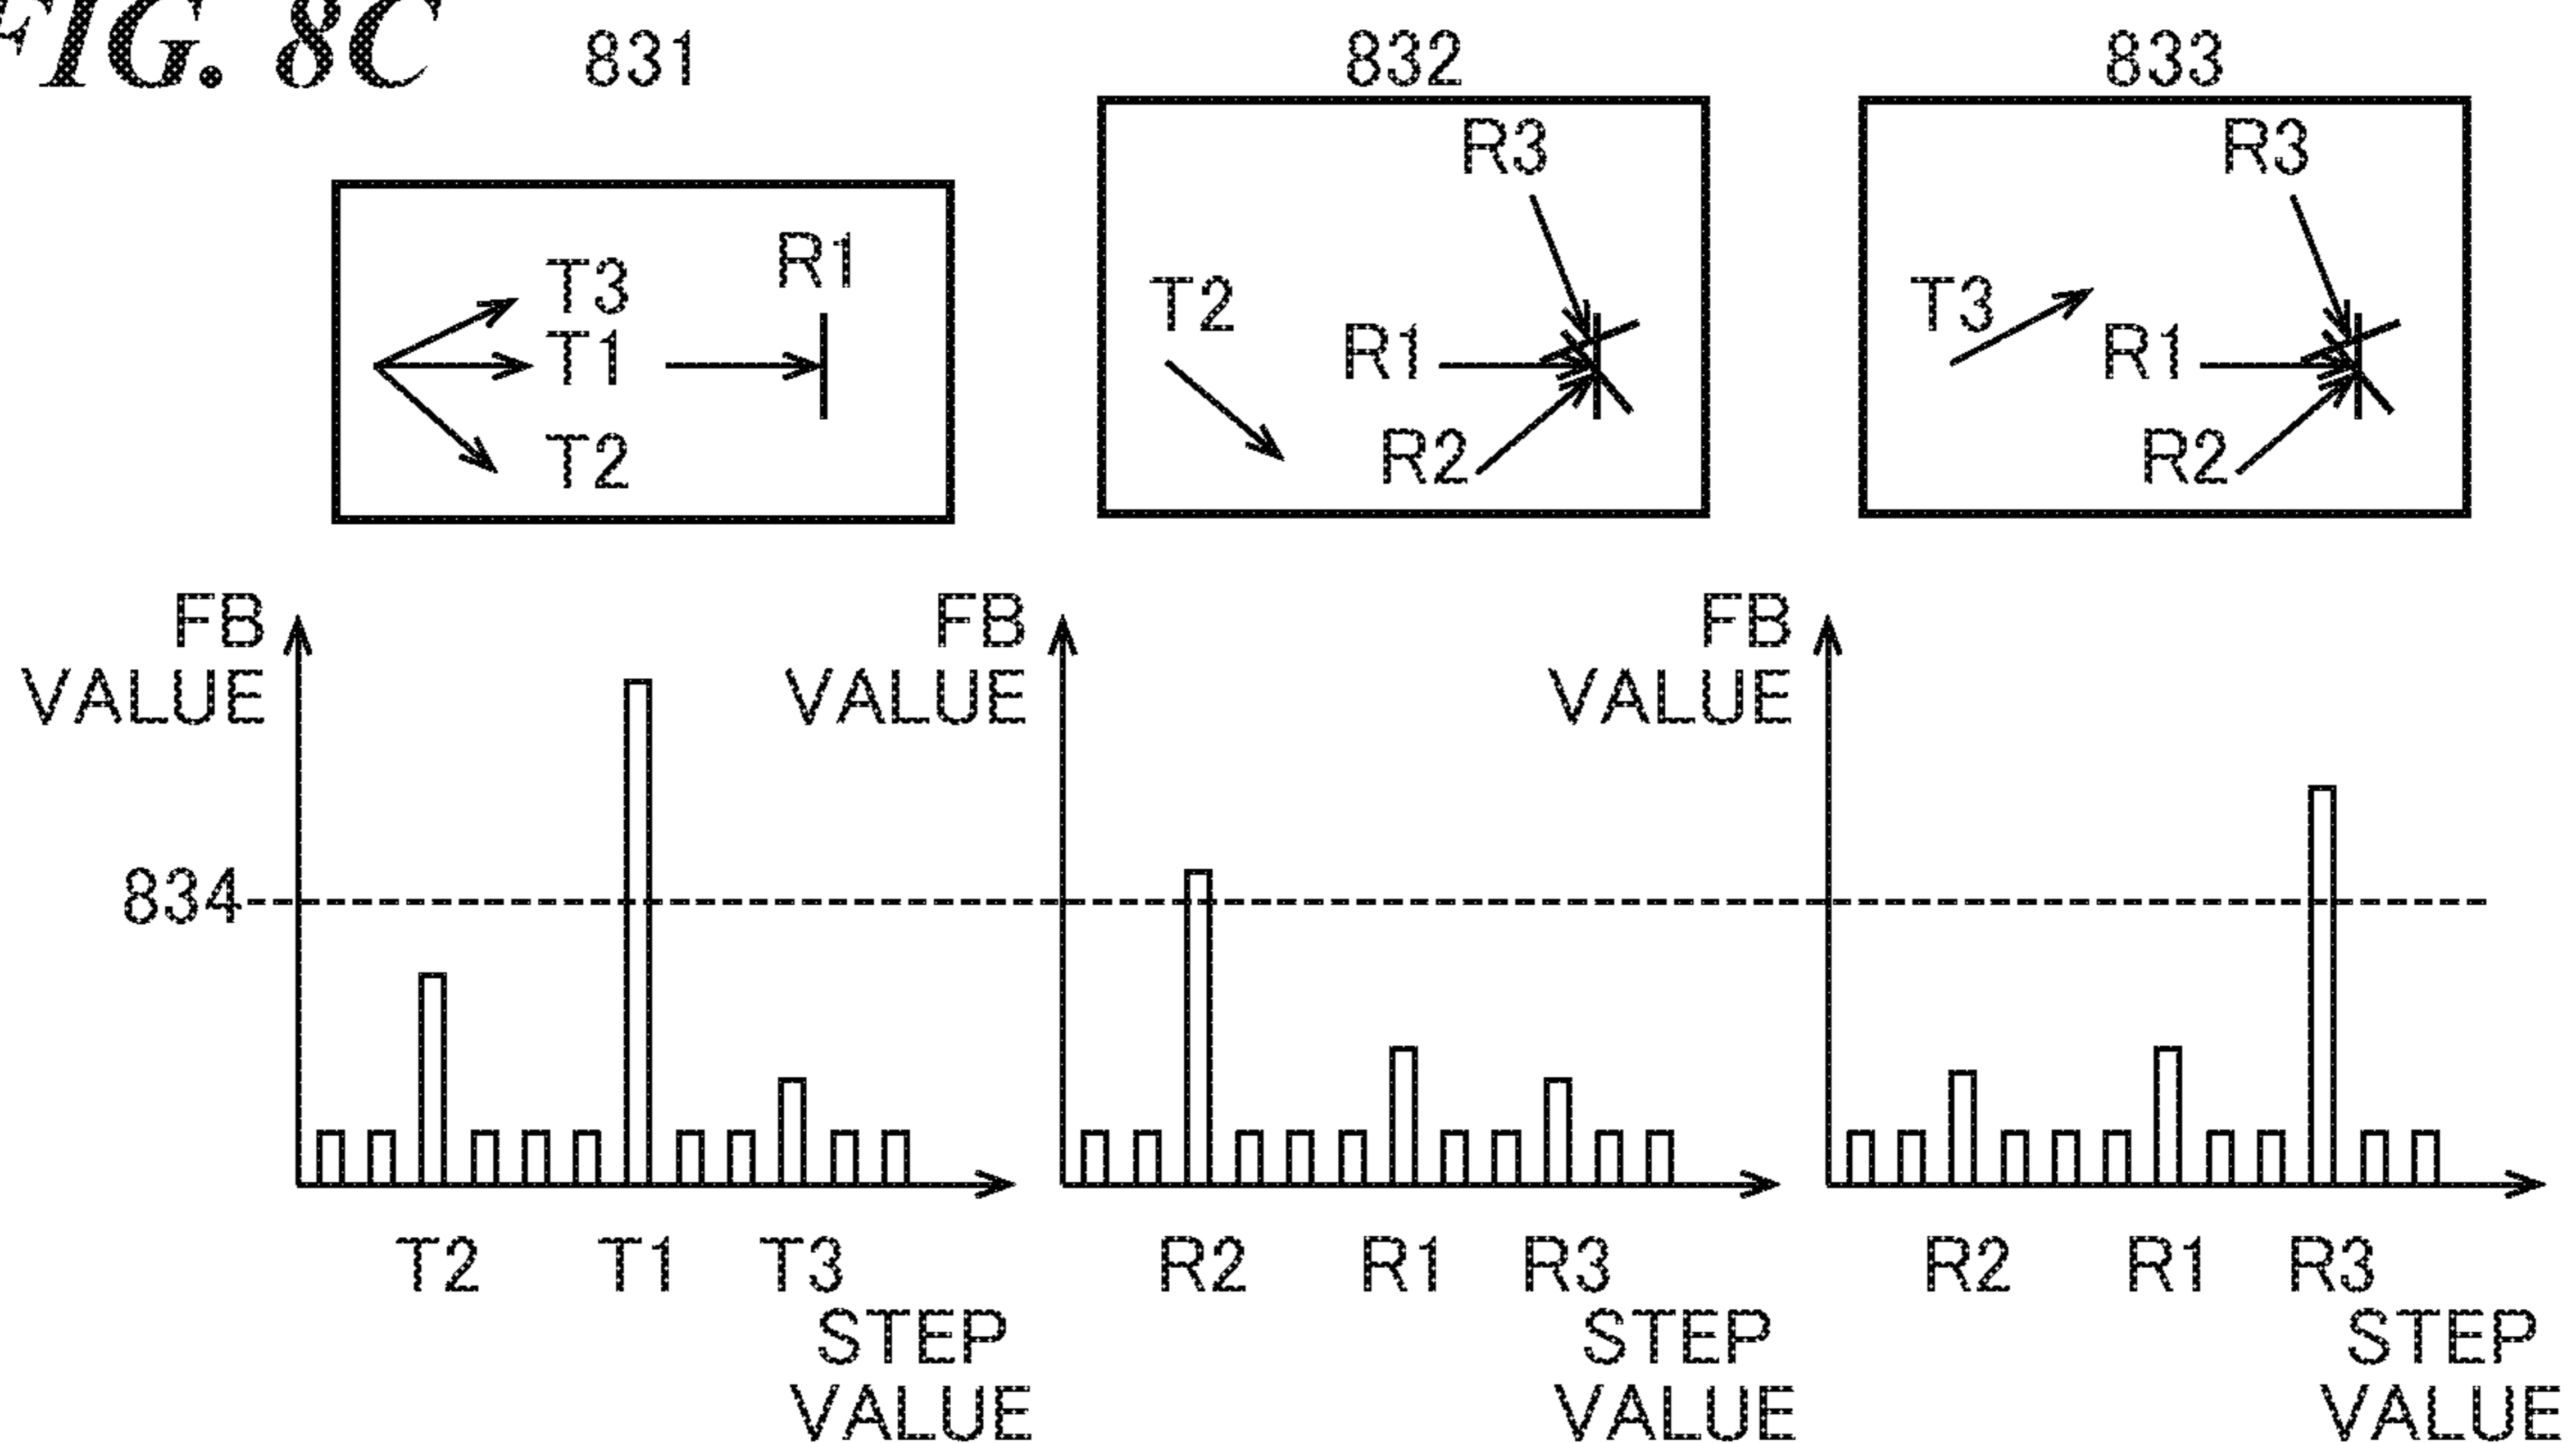 FIG. 8C
831
832
833
T3
T1
T2
R1
T2
R3
R1
R2
T3
R3
R1
R2
FB
VALUE
FB
VALUE
FB
VALUE
834
T2 T1 T3
STEP
VALUE
R2 R1 R3
STEP
VALUE
R2 R1 R3
STEP
VALUE